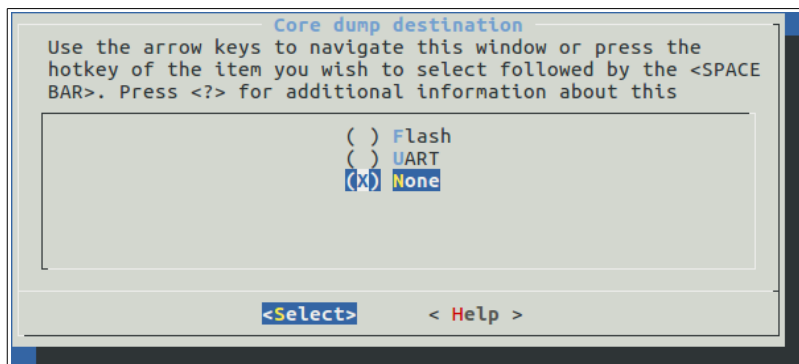 Core dump destination
Use the arrow keys to navigate this window or press the
hotkey of the item you wish to select followed by the <SPACE
BAR>. Press <?> for additional information about this
( ) Flash
( ) UART
(X) None
<Select> < Help >